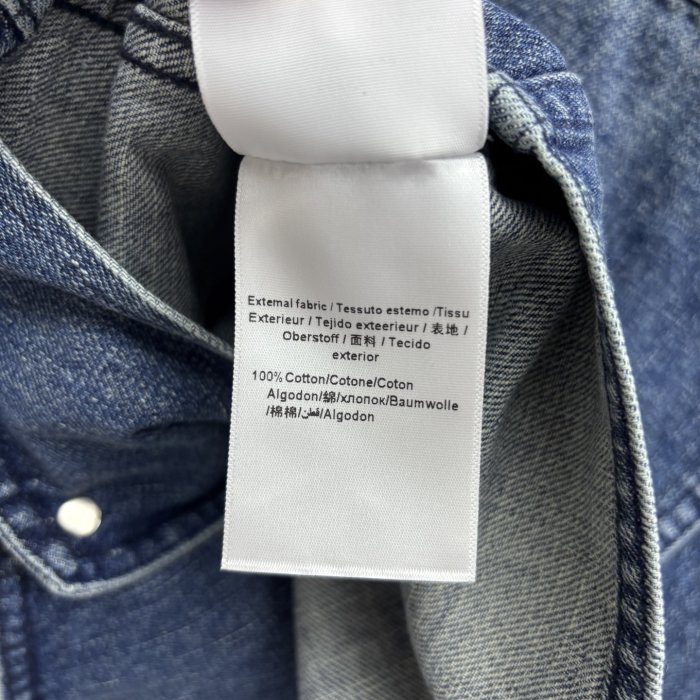 External fabric / Tessuto estemo /Tissu
Exterieur / Tejido exteerieur / 表地 /
Oberstoff / 面料 / Tecido
exterior
100% Cotton/Cotone/Coton
Algodon/綿/хлопок/Baumwolle
/棉棉/قطن/Algodon